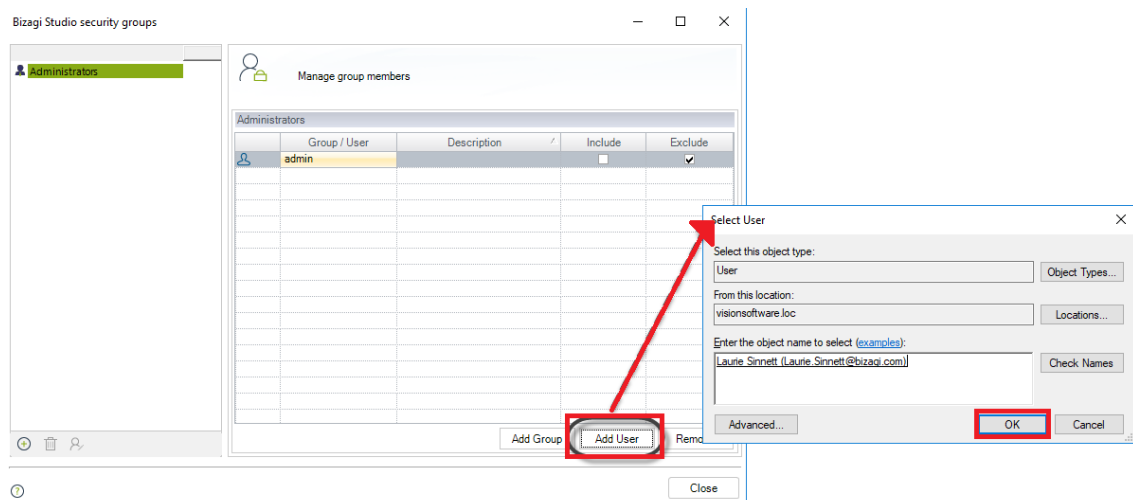 Bizagi Studio security groups
Administrators
Manage group members
Administrators
Group / User Description Include Exclude
admin
Add Group Add User Remo
Close
Select User
Select this object type:
User
Object Types...
From this location:
visionsoftware.loc
Locations...
Enter the object name to select (examples):
Laurie Sinnett (Laurie.Sinnett@bizagi.com)
Check Names
Advanced... OK Cancel